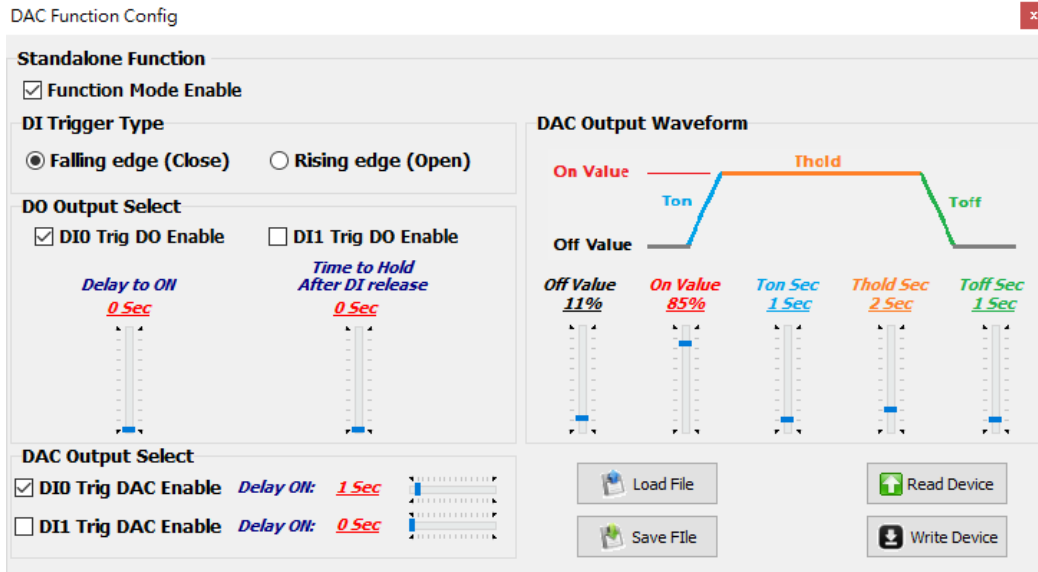 DAC Function Config
x
Standalone Function
Function Mode Enable
DI Trigger Type
Falling edge (Close) Rising edge (Open)
DO Output Select
DI0 Trig DO Enable DI1 Trig DO Enable
Delay to ON
0 Sec
Time to Hold
After DI release
0 Sec
DAC Output Select
DI0 Trig DAC Enable Delay ON: 1 Sec
DI1 Trig DAC Enable Delay ON: 0 Sec
DAC Output Waveform
On Value
Thold
Ton
Toff
Off Value
Off Value On Value Ton Sec Thold Sec Toff Sec
11% 85% 1 Sec 2 Sec 1 Sec
Load File
Read Device
Save FIle
Write Device